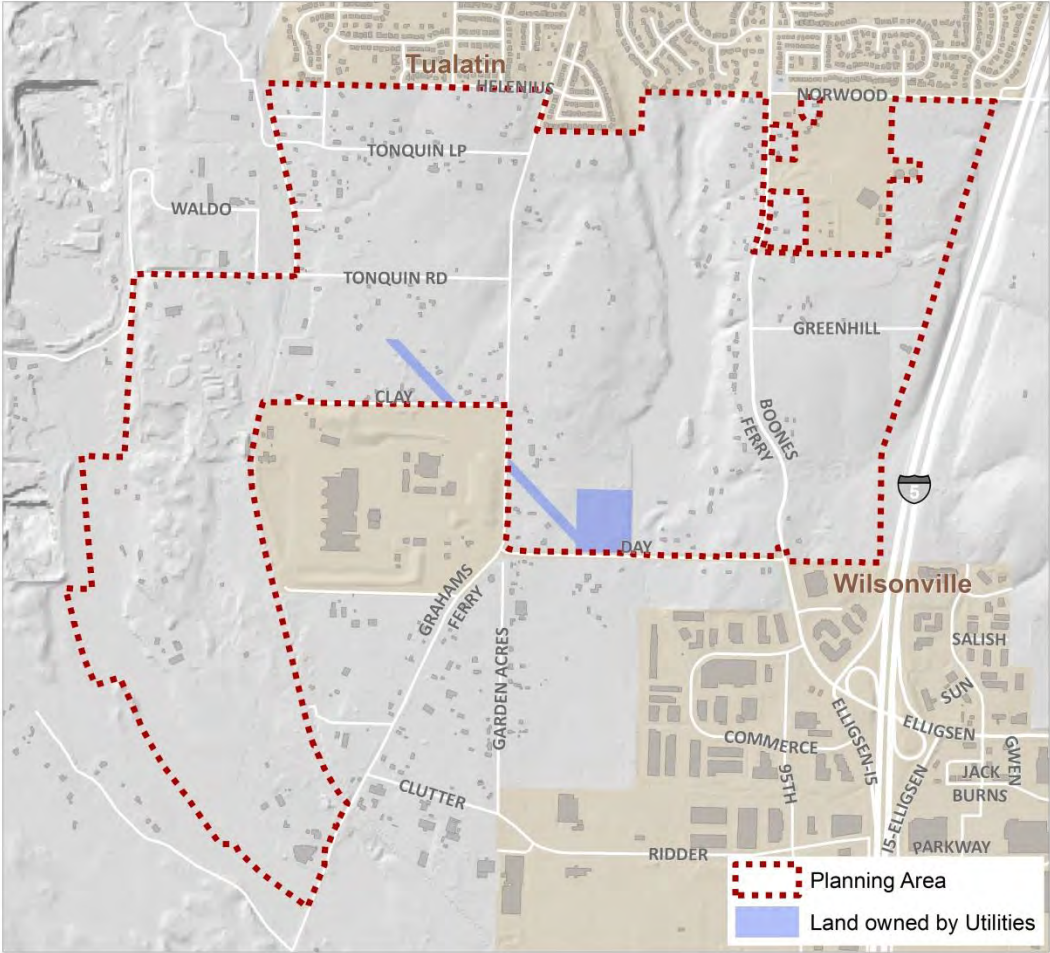 Tualatin
HELENIUS
NORWOOD
TONQUIN LP
WALDO
TONQUIN RD
GREENHILL
CLAY
BOONES
FERRY
5
DAY
Wilsonville
GRAHAMS
FERRY
GARDEN ACRES
SALISH
SUN
ELLIGSEN
GWEN
ELLIGSEN-I5
COMMERCE
95TH
JACK
BURNS
CLUTTER
I5-ELLIGSEN
RIDDER
PARKWAY
Planning Area
Land owned by Utilities